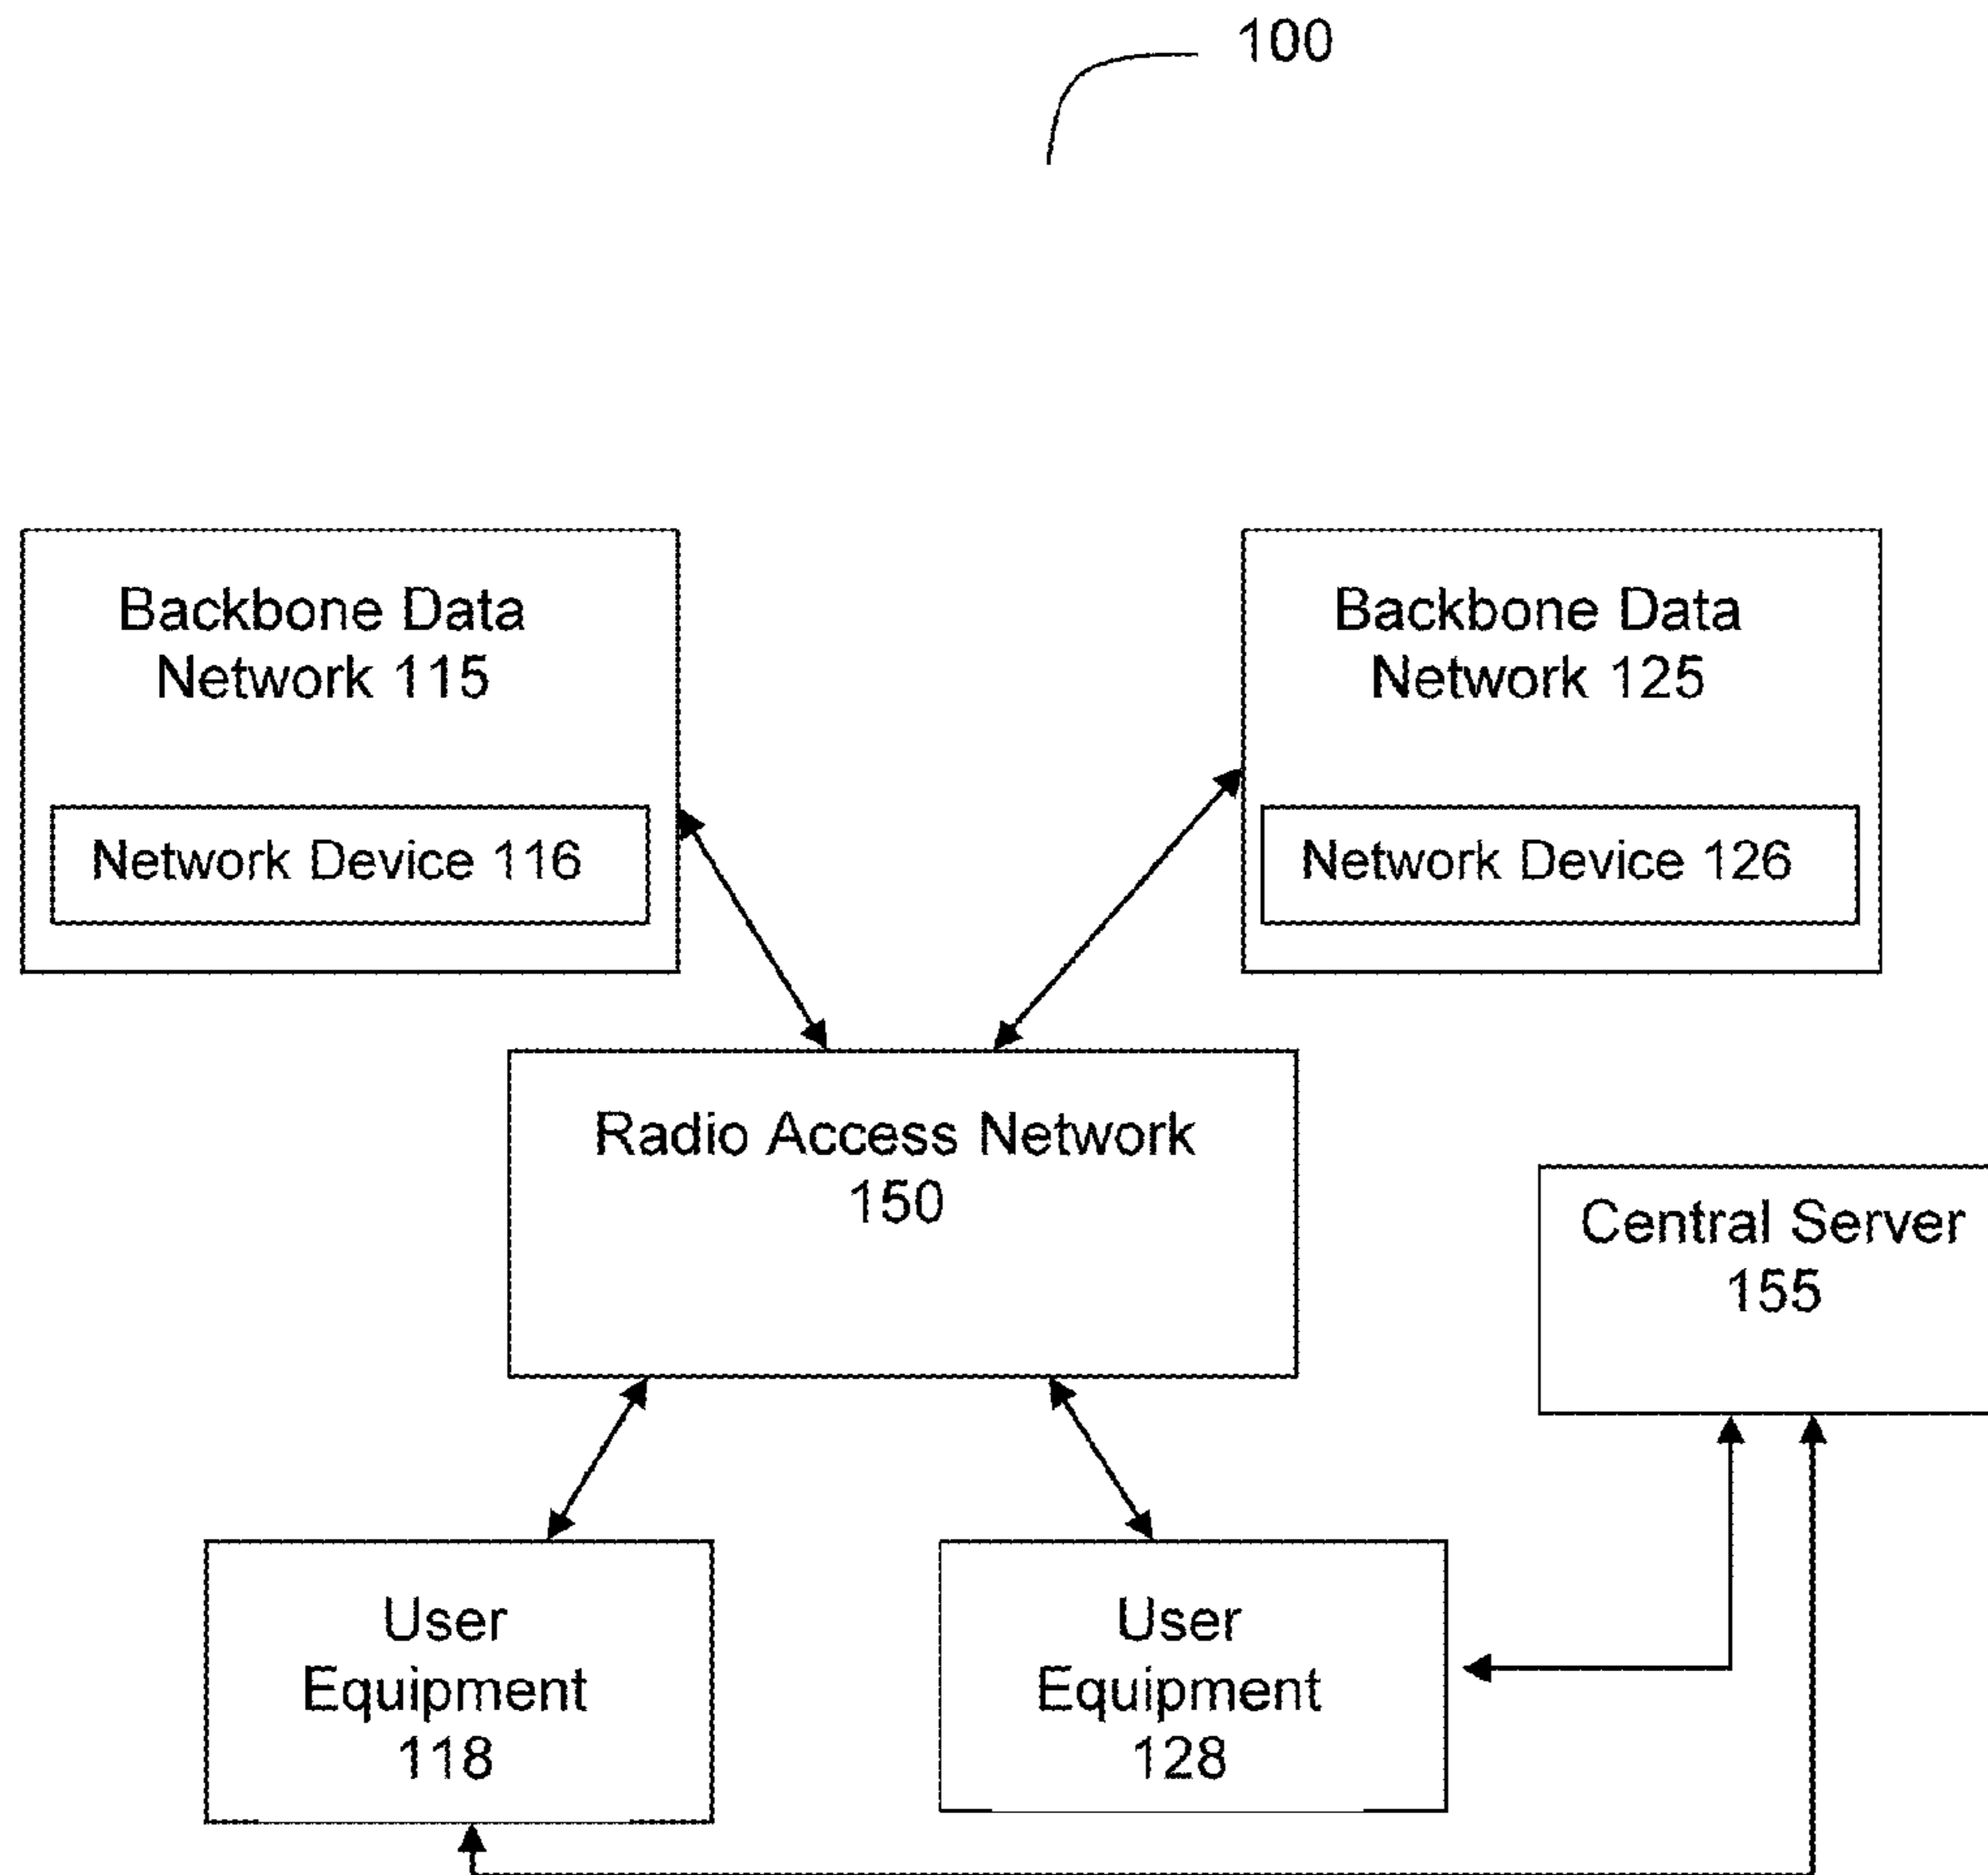 100
Backbone Data
Network 115
Network Device 116
Backbone Data
Network 125
Network Device 126
Radio Access Network
150
Central Server
155
User
Equipment
118
User
Equipment
128